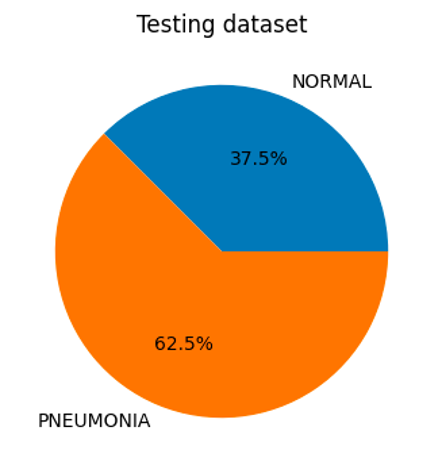 Testing dataset
NORMAL
37.5%
62.5%
PNEUMONIA